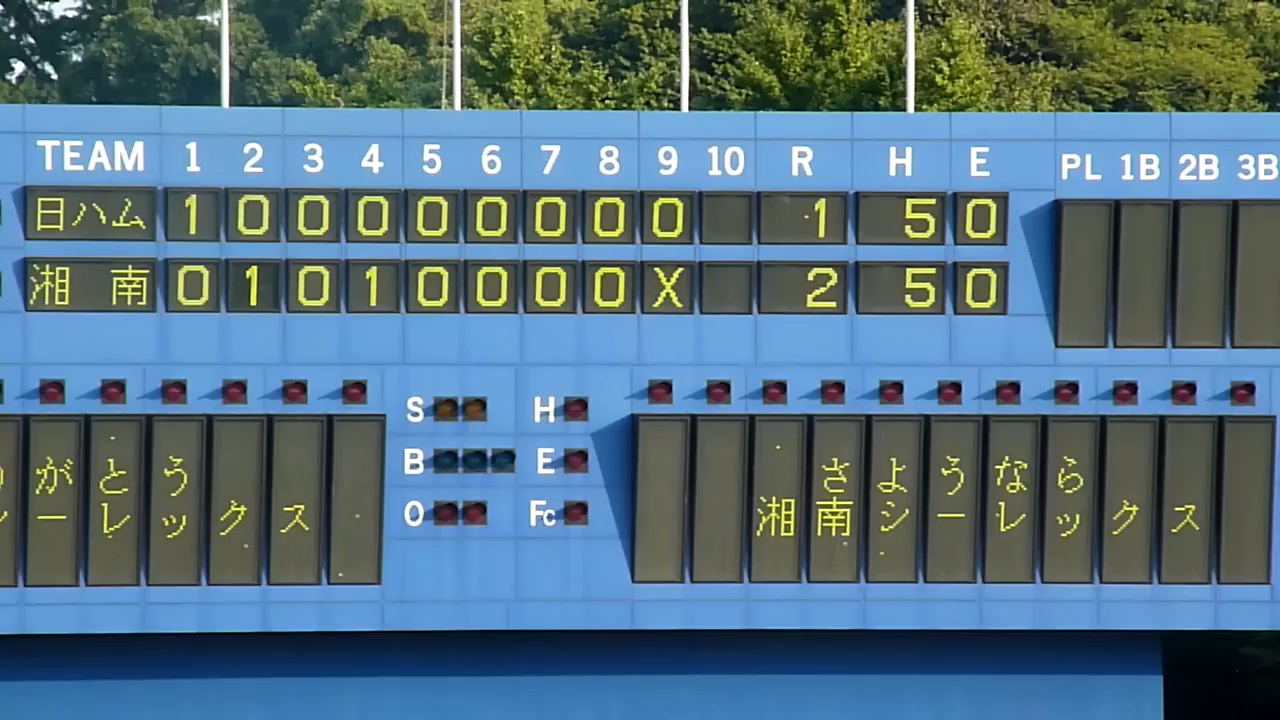 TEAM 1 2 3 4 5 6 7 8 9 10 R H E PL 1B 2B 3B
日ハム 1 0 0 0 0 0 0 0 0 1 5 0
湘南 0 1 0 1 0 0 0 0 X 2 5 0
S H
B E
O Fc
がとう
ーレックス
さようなら
湘南シーレックス